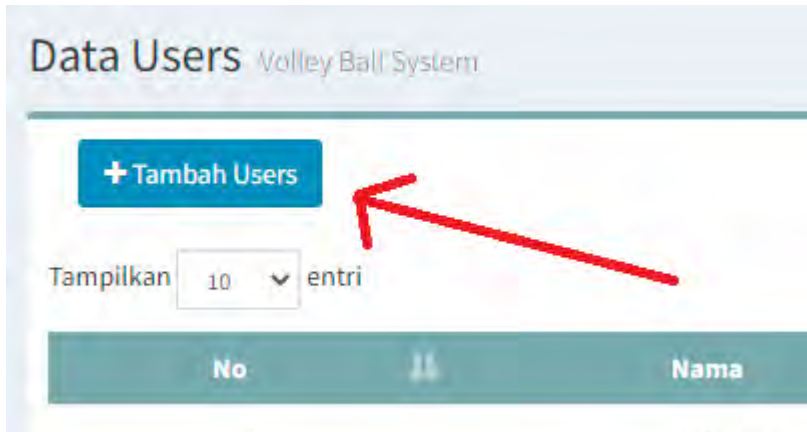 Data Users Volley Ball System
+ Tambah Users
Tampilkan 10 entri
No Nama